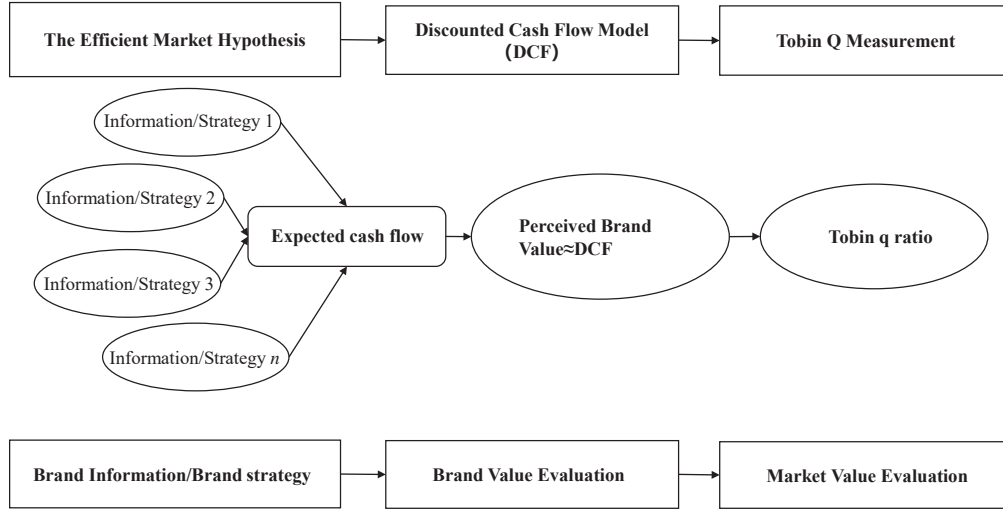 The Efficient Market Hypothesis
Discounted Cash Flow Model
(DCF)
Tobin Q Measurement
Information/Strategy 1
Information/Strategy 2
Information/Strategy 3
Information/Strategy n
Expected cash flow
Perceived Brand
Value≈DCF
Tobin q ratio
Brand Information/Brand strategy
Brand Value Evaluation
Market Value Evaluation